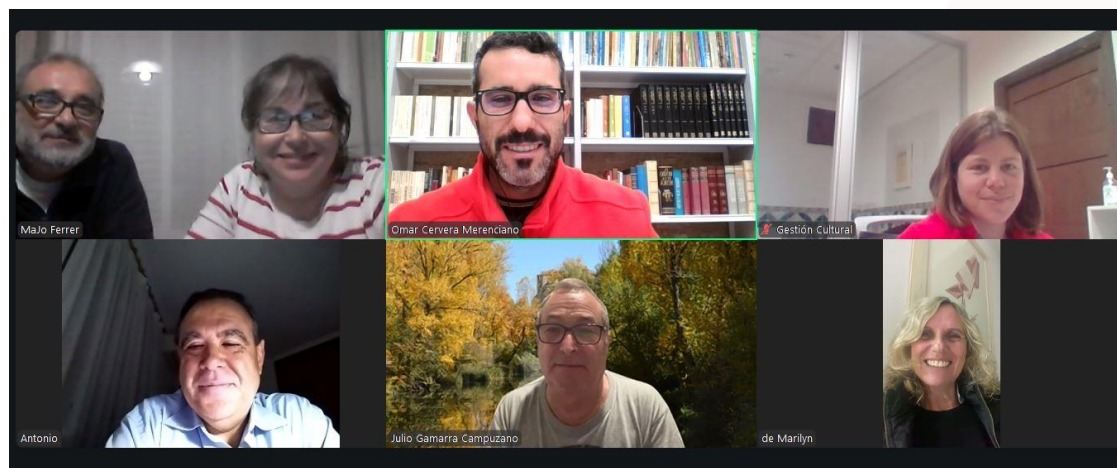 MaJo Ferrer
Omar Cervera Merenciano
Gestión Cultural
Antonio
Julio Gamarra Campuzano
de Marilyn